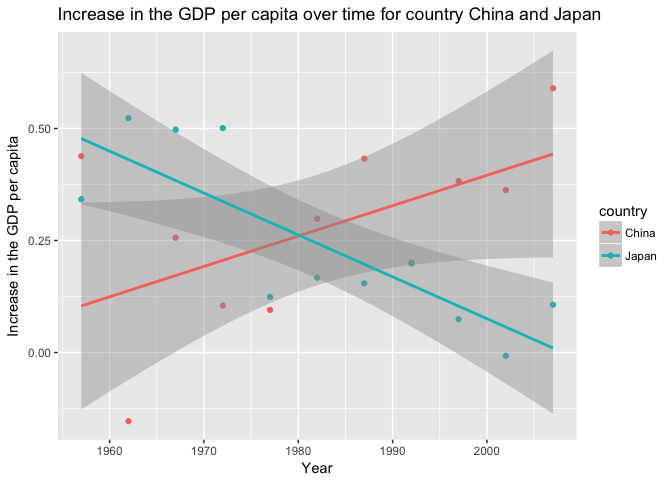 Increase in the GDP per capita over time for country China and Japan
Increase in the GDP per capita
0.50
0.25
0.00
1960
1970
1980
1990
2000
Year
country
China
Japan